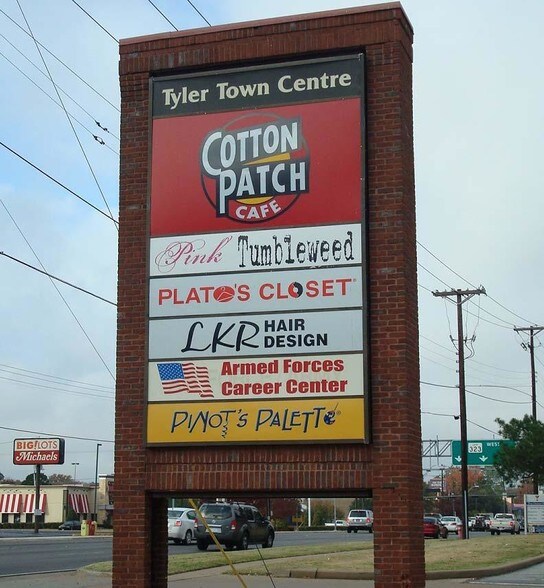 Tyler Town Centre
COTTON
PATCH
CAFE
Pink Tumbleweed
PLATO'S CLOSET®
LKR HAIR
DESIGN
Armed Forces
Career Center
PINOT'S PALETTE
BIG LOTS
Michaels
323 WEST